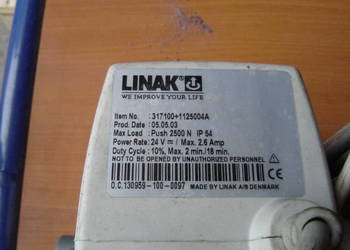 LINAK
WE IMPROVE YOUR LIFE
Item No. : 317100+1125004A
Prod. Date : 05.06.03
Max Load : Push 2500 N IP 54
Power Rate: 24 V ⎓ / Max. 2.6 Amp
Duty Cycle : 10%, Max. 2 min./18 min.
NOT TO BE OPENED BY UNAUTHORIZED PERSONNEL
O.C. 130959-100-0097 MADE BY LINAK A/S DENMARK